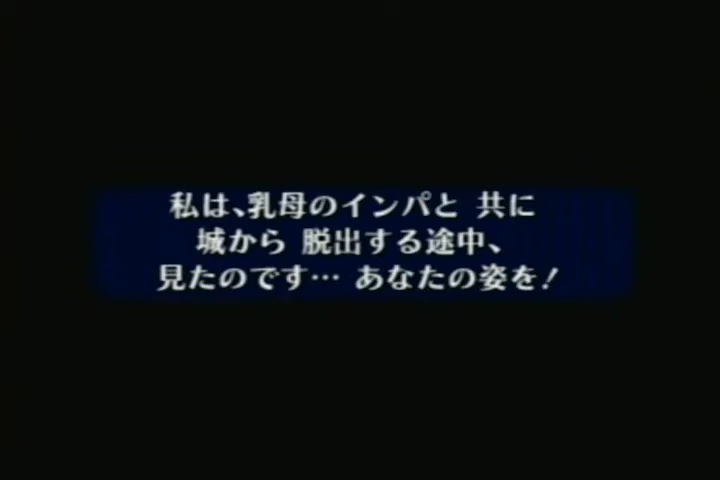 私は、乳母のインパと 共に
城から 脱出する途中、
見たのです… あなたの姿を!